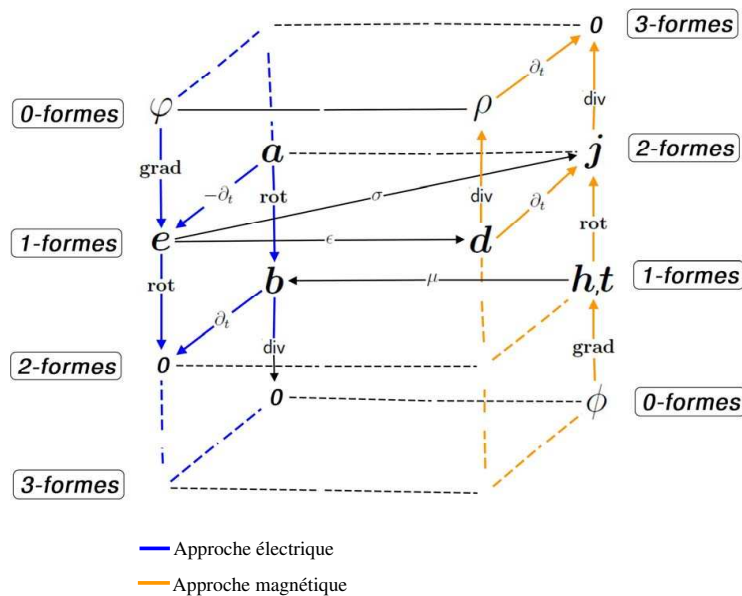 0 3-formes
∂ₜ
0-formes φ ρ div
a j 2-formes
grad
−∂ₜ rot σ div ∂ₜ
1-formes e ϵ d rot
rot b μ h,t 1-formes
∂ₜ
div grad
2-formes 0
0 ϕ 0-formes
3-formes
Approche électrique
Approche magnétique